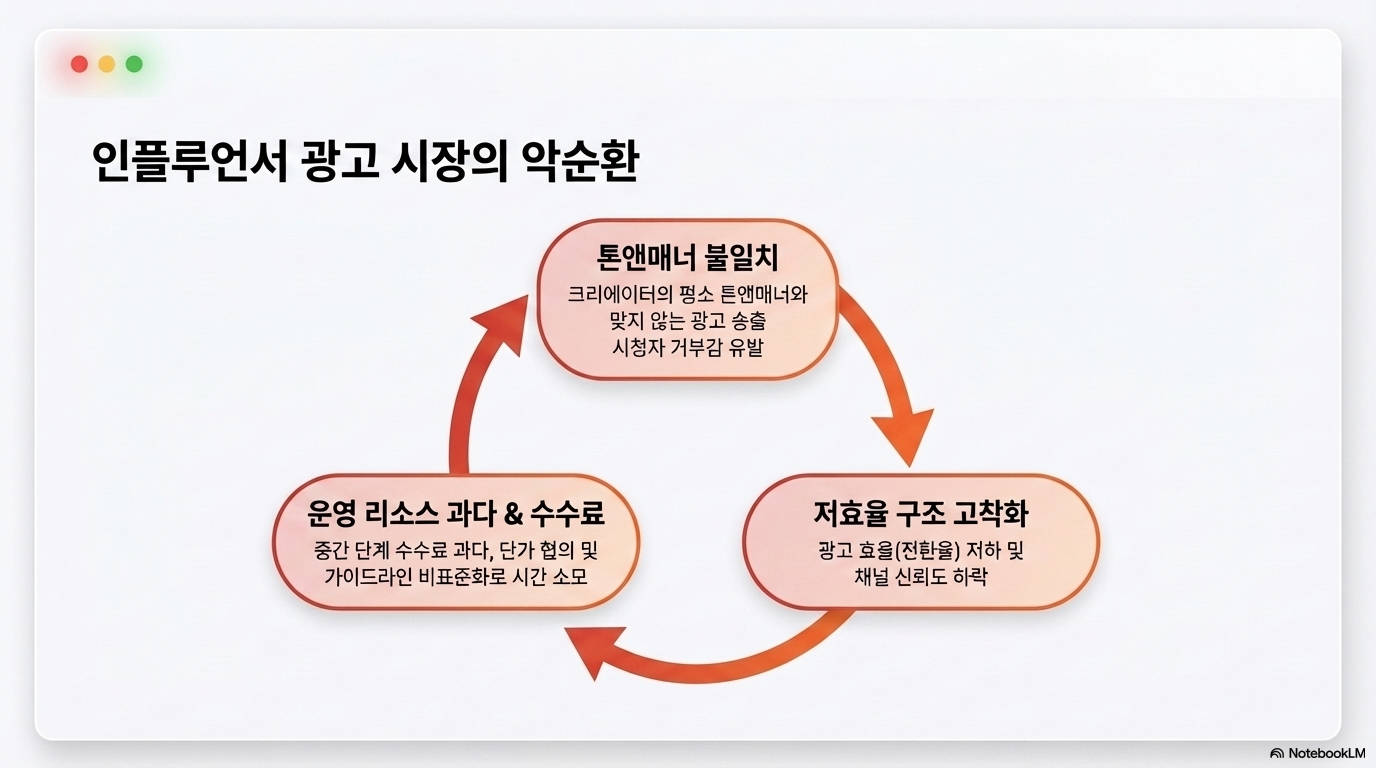 인플루언서 광고 시장의 악순환
톤앤매너 불일치
크리에이터의 평소 톤앤매너와
맞지 않는 광고 송출
시청자 거부감 유발
운영 리소스 과다 & 수수료
중간 단계 수수료 과다, 단가 협의 및
가이드라인 비표준화로 시간 소모
저효율 구조 고착화
광고 효율(전환율) 저하 및
채널 신뢰도 하락
NotebookLM